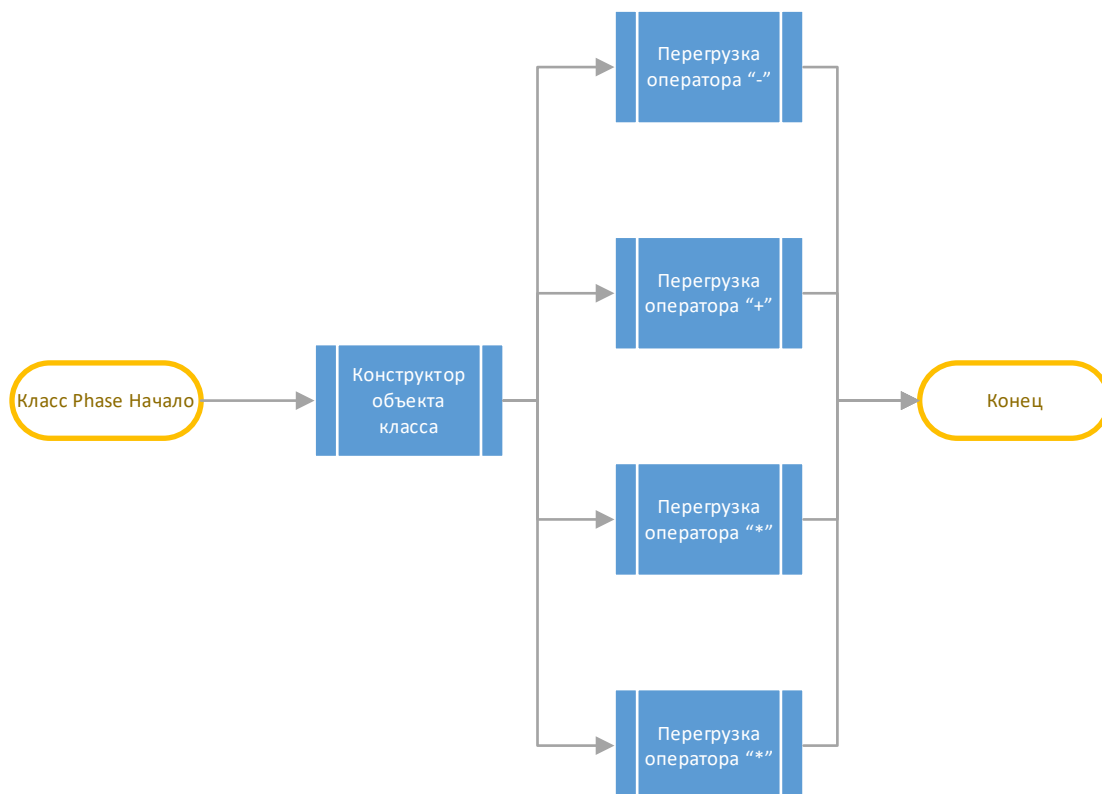 Перегрузка
оператора “-”
Перегрузка
оператора “+”
Класс Phase Начало
Конструктор
объекта
класса
Конец
Перегрузка
оператора “*”
Перегрузка
оператора “*”